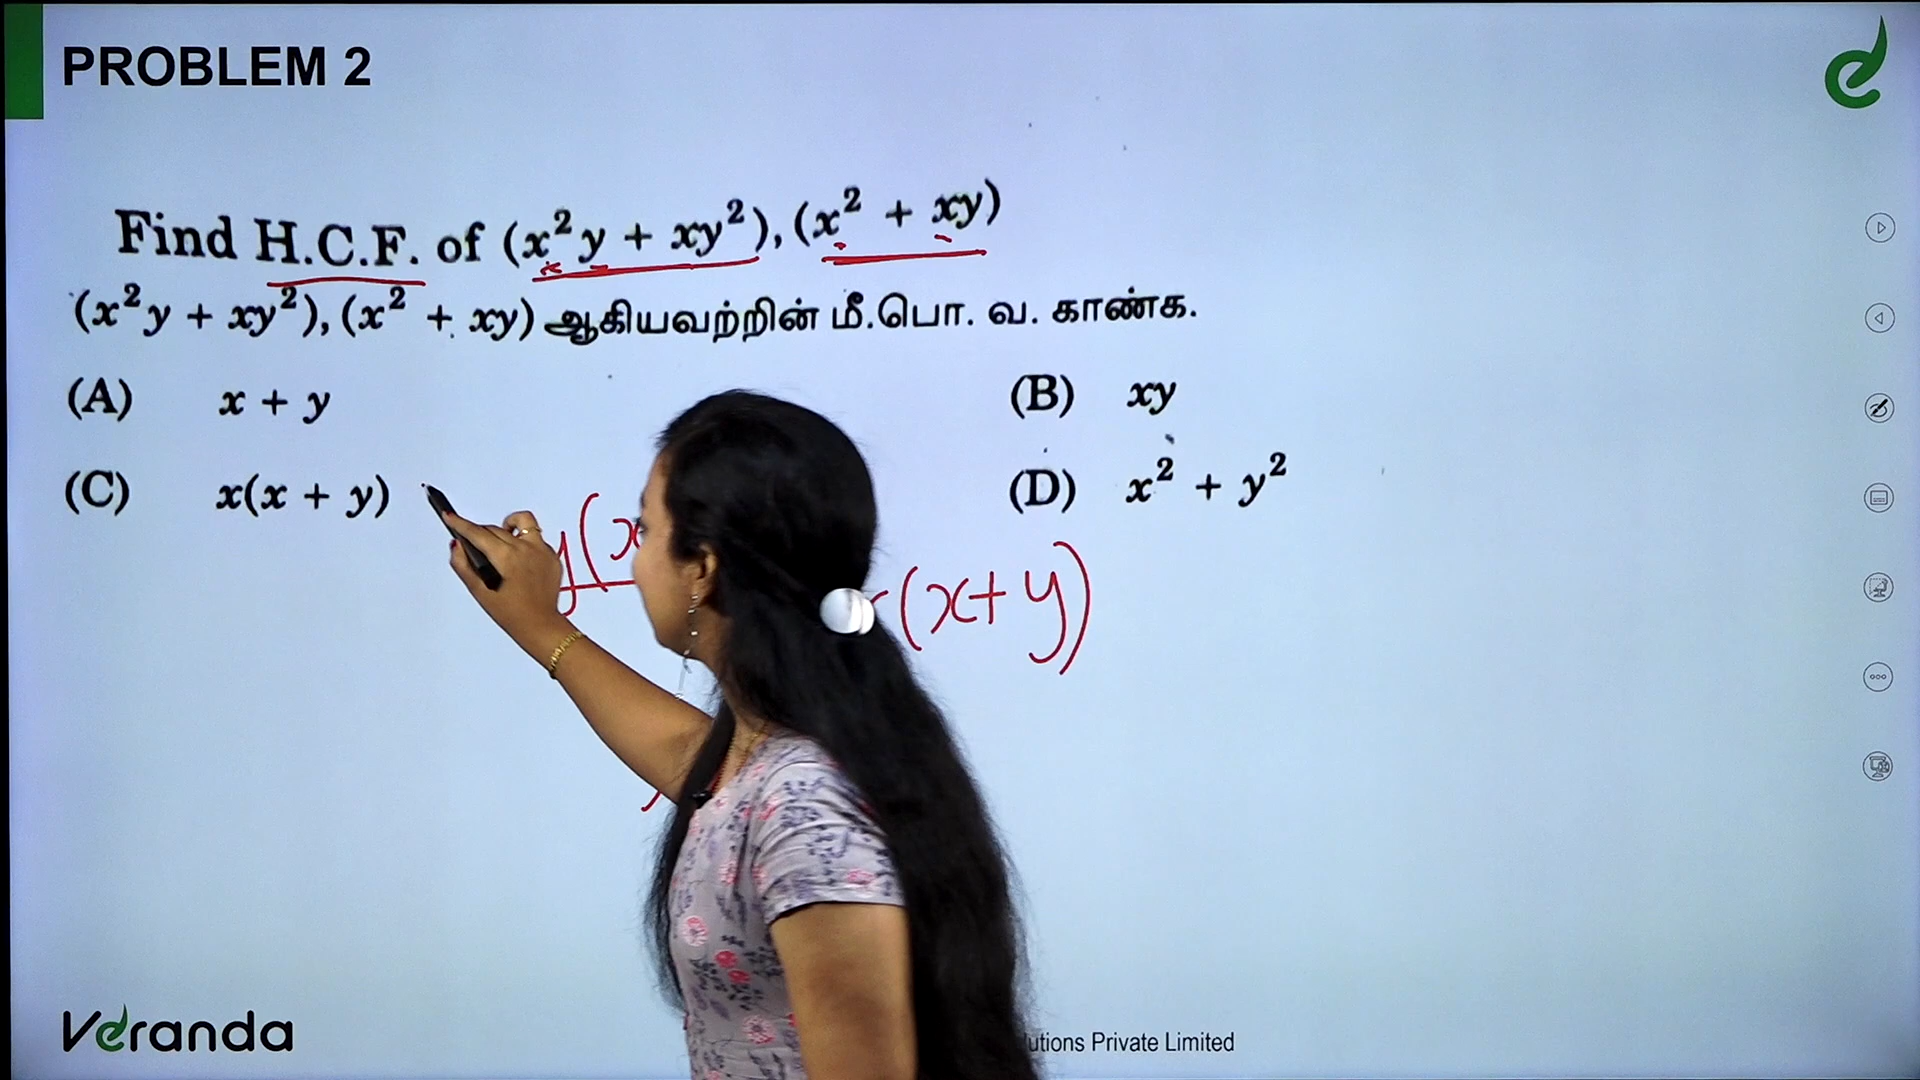 PROBLEM 2
Find H.C.F. of (x²y + xy²), (x² + xy)
(x²y + xy²), (x² + xy) ஆகியவற்றின் மீ.பொ. வ. காண்க.
(A) x + y
(B) xy
(C) x(x + y)
(D) x² + y²
y(x
(x+y)
Veranda
Private Limited